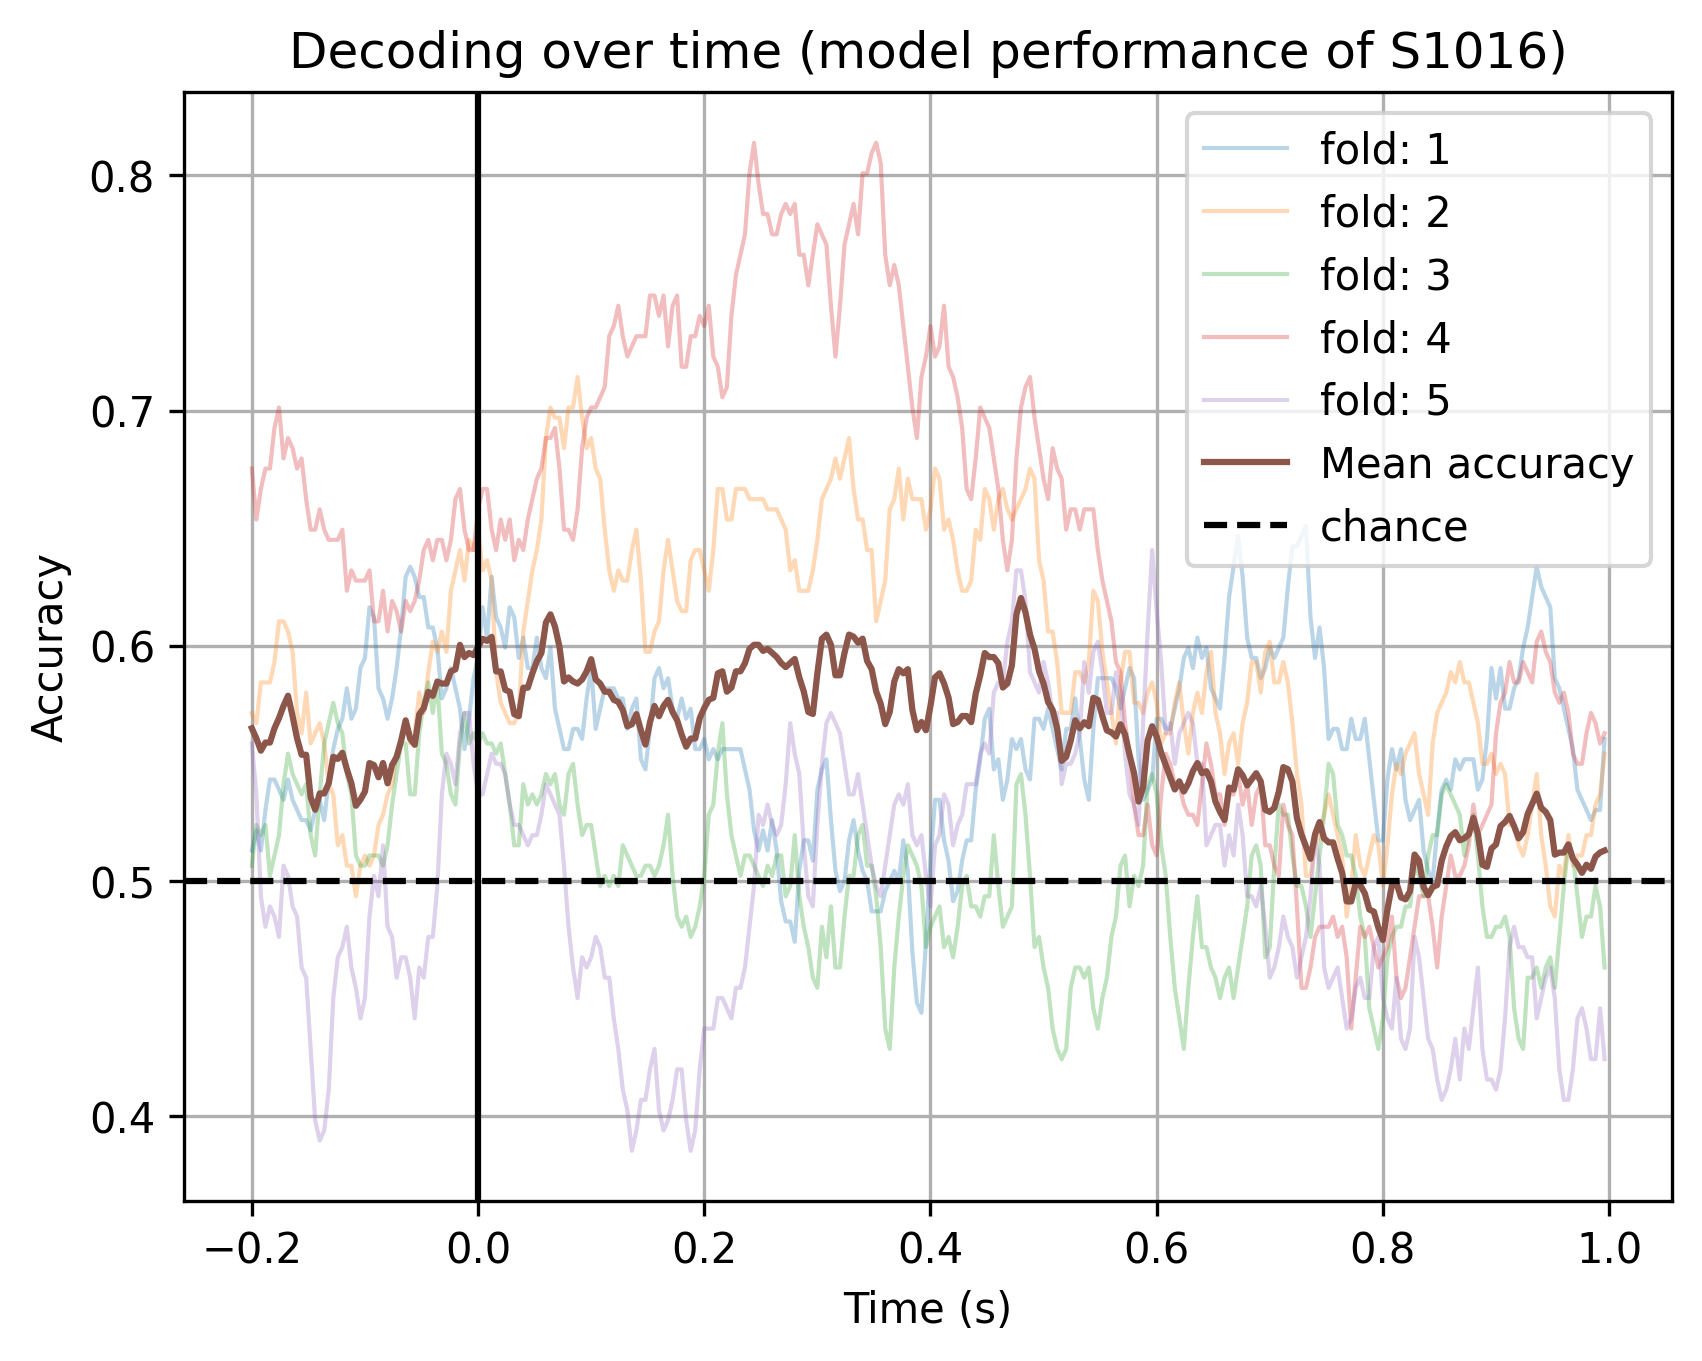 Decoding over time (model performance of S1016)
Accuracy
0.8
0.7
0.6
0.5
0.4
fold: 1
fold: 2
fold: 3
fold: 4
fold: 5
Mean accuracy
chance
−0.2 0.0 0.2 0.4 0.6 0.8 1.0
Time (s)